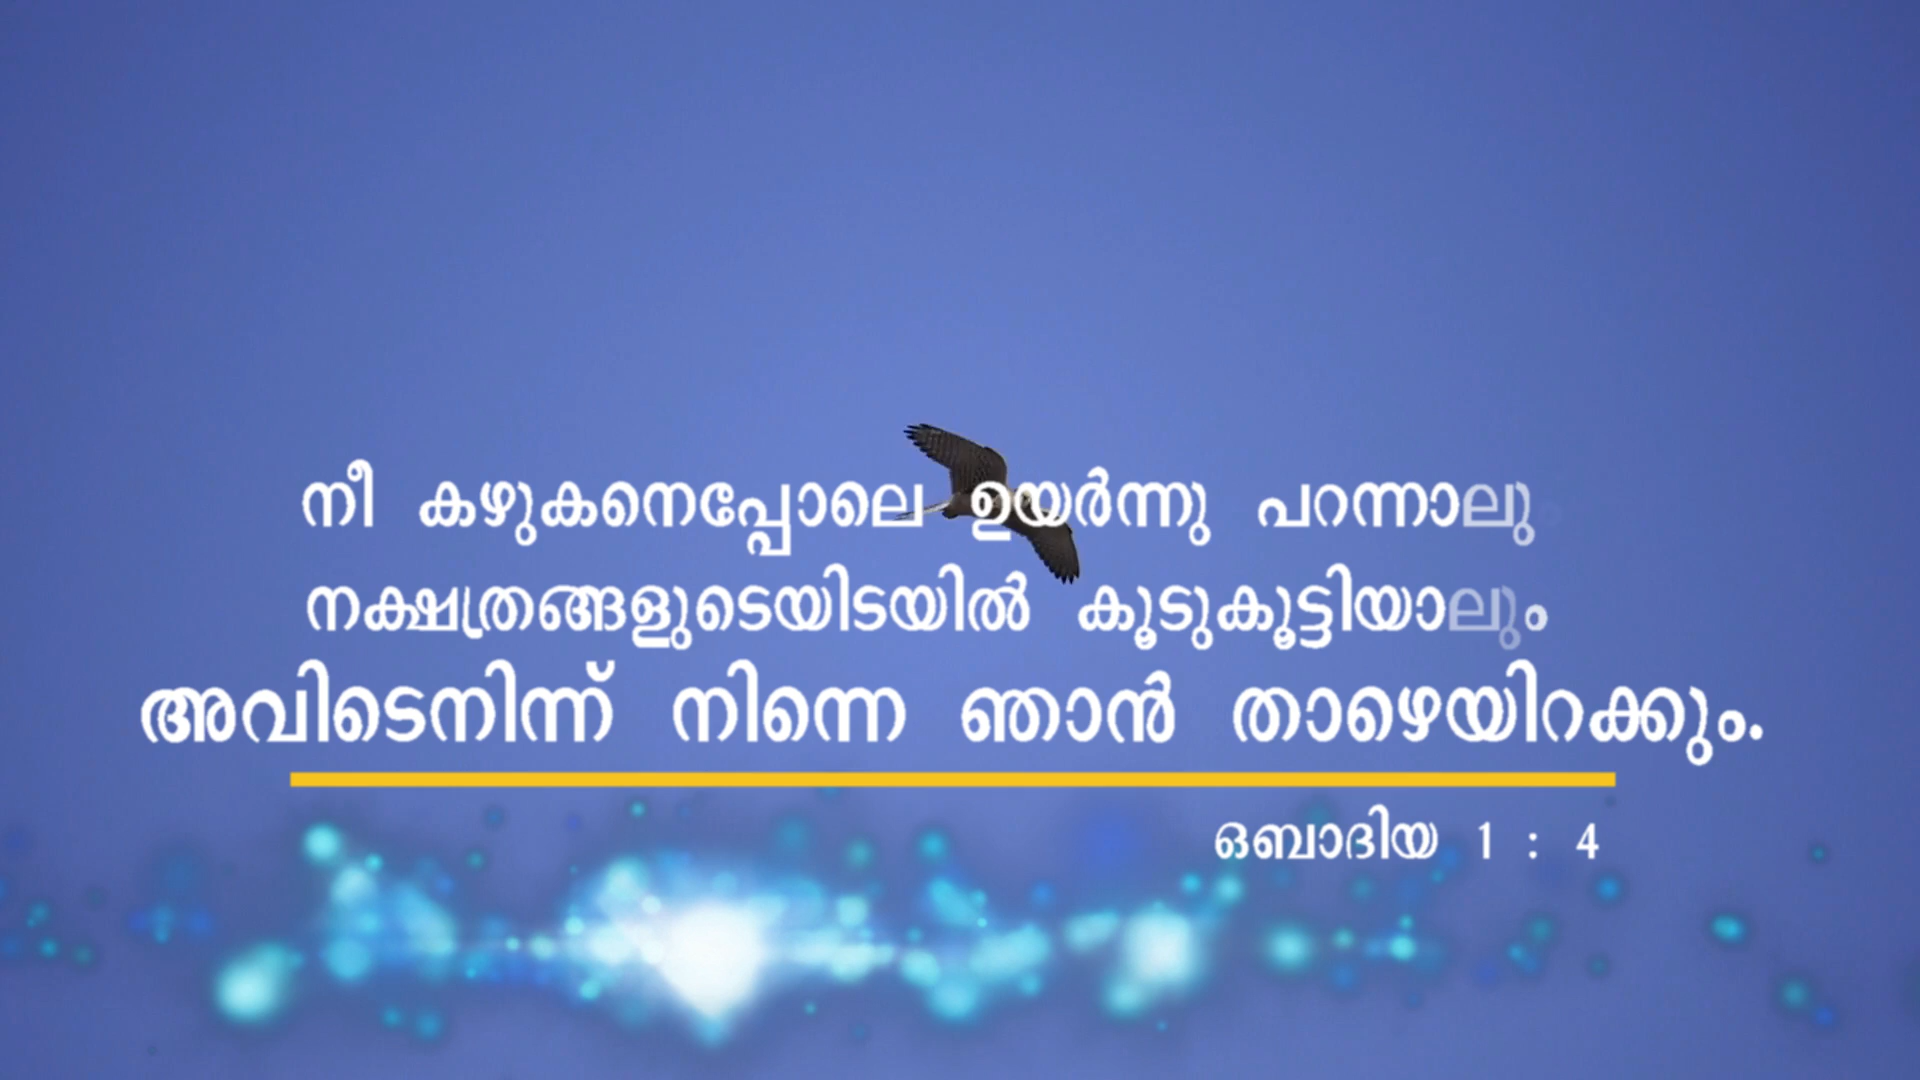 നീ കഴുകനെപ്പോലെ ഉയർന്നു പറന്നാലും
നക്ഷത്രങ്ങളുടെയിടയിൽ കൂടുകൂട്ടിയാലും
അവിടെനിന്ന് നിന്നെ ഞാൻ താഴെയിറക്കും.
ഒബാദിയ 1 : 4